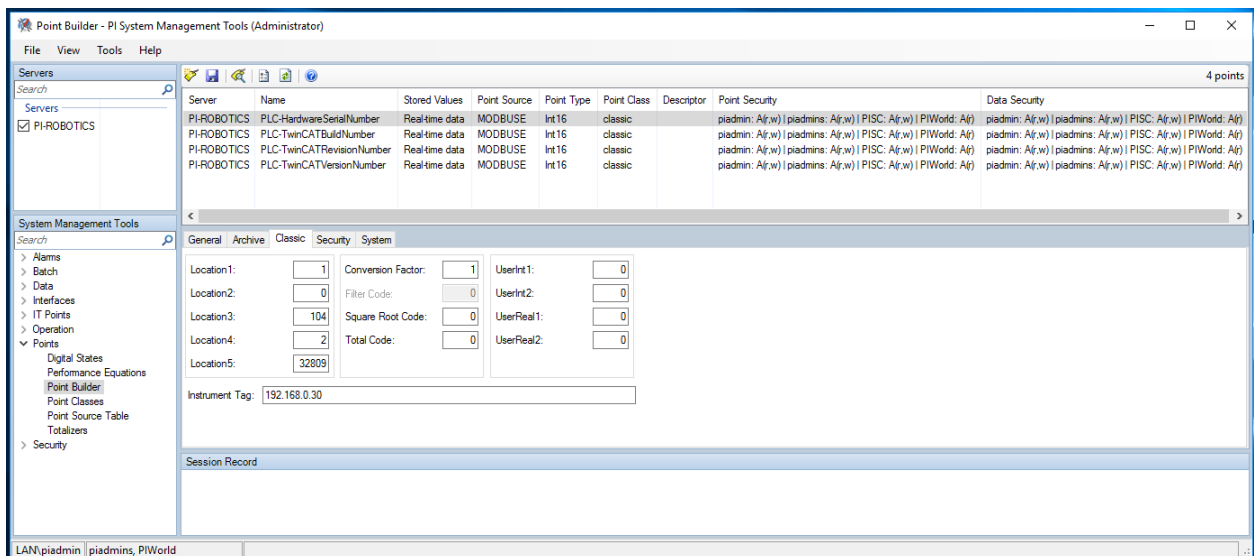 Point Builder - PI System Management Tools (Administrator)
File View Tools Help
Servers
Search
Servers
PI-ROBOTICS
4 points
Server Name Stored Values Point Source Point Type Point Class Descriptor Point Security Data Security
PI-ROBOTICS PLC-HardwareSerialNumber Real-time data MODBUSE Int16 classic piadmin: A(r,w) | piadmins: A(r,w) | PISC: A(r,w) | PIWorld: A(r) piadmin: A(r,w) | piadmins: A(r,w) | PISC: A(r,w) | PIWorld: A(r)
PI-ROBOTICS PLC-TwinCATBuildNumber Real-time data MODBUSE Int16 classic piadmin: A(r,w) | piadmins: A(r,w) | PISC: A(r,w) | PIWorld: A(r) piadmin: A(r,w) | piadmins: A(r,w) | PISC: A(r,w) | PIWorld: A(r)
PI-ROBOTICS PLC-TwinCATRevisionNumber Real-time data MODBUSE Int16 classic piadmin: A(r,w) | piadmins: A(r,w) | PISC: A(r,w) | PIWorld: A(r) piadmin: A(r,w) | piadmins: A(r,w) | PISC: A(r,w) | PIWorld: A(r)
PI-ROBOTICS PLC-TwinCATVersionNumber Real-time data MODBUSE Int16 classic piadmin: A(r,w) | piadmins: A(r,w) | PISC: A(r,w) | PIWorld: A(r) piadmin: A(r,w) | piadmins: A(r,w) | PISC: A(r,w) | PIWorld: A(r)
System Management Tools
Search
Alarms
Batch
Data
Interfaces
IT Points
Operation
Points
Digital States
Performance Equations
Point Builder
Point Classes
Point Source Table
Totalizers
Security
General Archive Classic Security System
Location1: 1 Conversion Factor: 1 UserInt1: 0
Location2: 0 Filter Code: 0 UserInt2: 0
Location3: 104 Square Root Code: 0 UserReal1: 0
Location4: 2 Total Code: 0 UserReal2: 0
Location5: 32809
Instrument Tag: 192.168.0.30
Session Record
LAN\piadmin piadmins, PIWorld